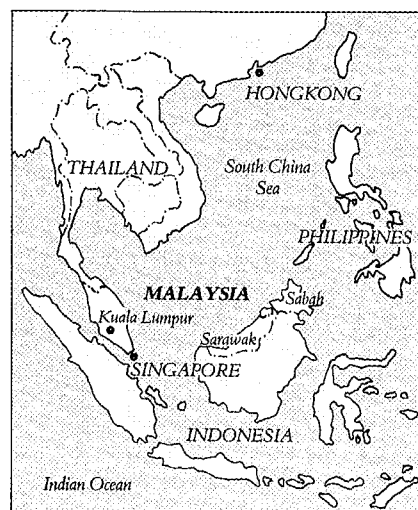 HONGKONG
THAILAND
South China
Sea
PHILIPPINES
MALAYSIA
Sabah
Kuala Lumpur
Sarawak
SINGAPORE
INDONESIA
Indian Ocean